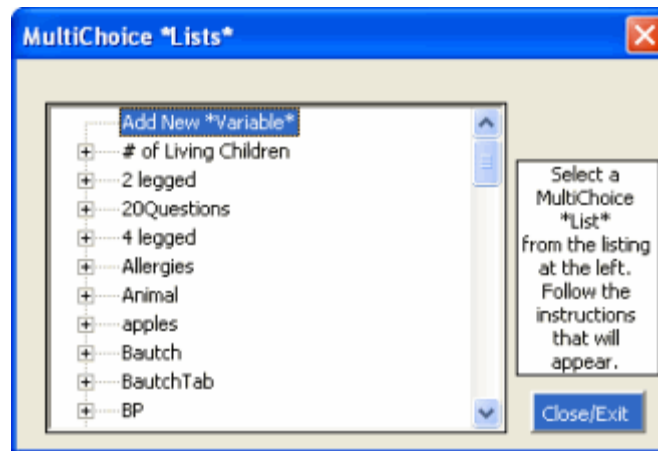 MultiChoice *Lists*
Add New *Variable*
# of Living Children
2 legged
20Questions
4 legged
Allergies
Animal
apples
Bautch
BautchTab
BP
Select a
MultiChoice
*List*
from the listing
at the left.
Follow the
instructions
that will
appear.
Close/Exit